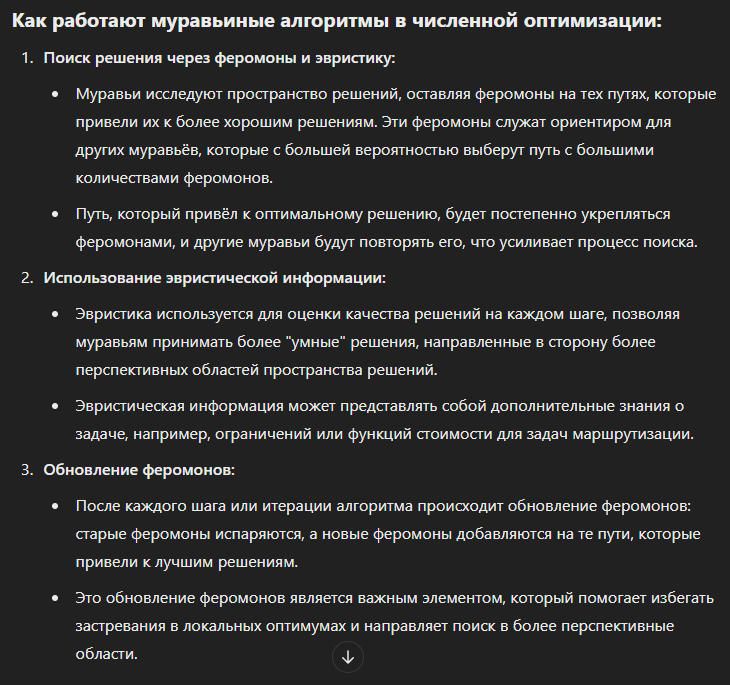 Как работают муравьиные алгоритмы в численной оптимизации:
1. Поиск решения через феромоны и эвристику:
• Муравьи исследуют пространство решений, оставляя феромоны на тех путях, которые
привели их к более хорошим решениям. Эти феромоны служат ориентиром для
других муравьёв, которые с большей вероятностью выберут путь с большими
количествами феромонов.
• Путь, который привёл к оптимальному решению, будет постепенно укрепляться
феромонами, и другие муравьи будут повторять его, что усиливает процесс поиска.
2. Использование эвристической информации:
• Эвристика используется для оценки качества решений на каждом шаге, позволяя
муравьям принимать более "умные" решения, направленные в сторону более
перспективных областей пространства решений.
• Эвристическая информация может представлять собой дополнительные знания о
задаче, например, ограничений или функций стоимости для задач маршрутизации.
3. Обновление феромонов:
• После каждого шага или итерации алгоритма происходит обновление феромонов:
старые феромоны испаряются, а новые феромоны добавляются на те пути, которые
привели к лучшим решениям.
• Это обновление феромонов является важным элементом, который помогает избегать
застревания в локальных оптимумах и направляет поиск в более перспективные
области.